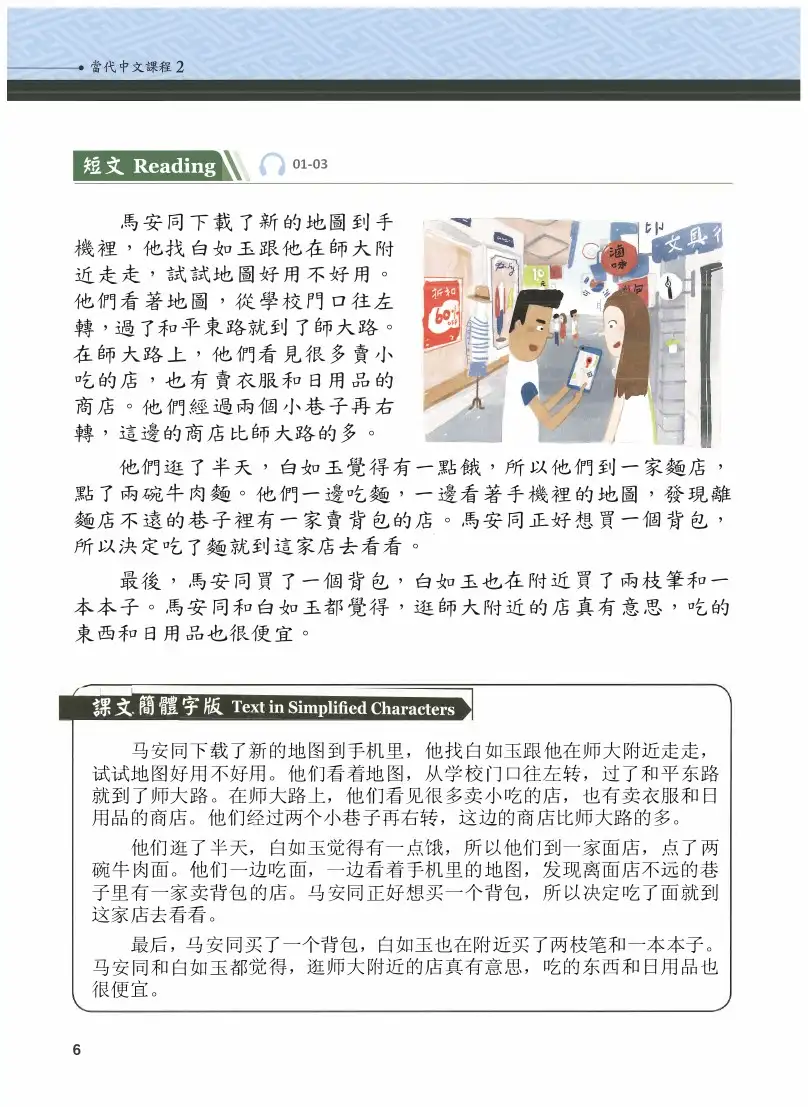 當代中文課程 2
短文 Reading
01-03
馬安同下載了新的地圖到手
機裡，他找白如玉跟他在師大附
近走走，試試地圖好用不好用。
他們看著地圖，從學校門口往左
轉，過了和平東路就到了師大路。
在師大路上，他們看見很多賣小
吃的店，也有賣衣服和日用品的
商店。他們經過兩個小巷子再右
轉，這邊的商店比師大路的多。
折扣
60%
OFF
10
元
滷
味
文具行
他們逛了半天，白如玉覺得有一點餓，所以他們到一家麵店，
點了兩碗牛肉麵。他們一邊吃麵，一邊看著手機裡的地圖，發現離
麵店不遠的巷子裡有一家賣背包的店。馬安同正好想買一個背包，
所以決定吃了麵就到這家店去看看。
最後，馬安同買了一個背包，白如玉也在附近買了兩枝筆和一
本本子。馬安同和白如玉都覺得，逛師大附近的店真有意思，吃的
東西和日用品也很便宜。
課文簡體字版 Text in Simplified Characters
马安同下载了新的地图到手机里，他找白如玉跟他在师大附近走走，
试试地图好用不好用。他们看着地图，从学校门口往左转，过了和平东路
就到了师大路。在师大路上，他们看见很多卖小吃的店，也有卖衣服和日
用品的商店。他们经过两个小巷子再右转，这边的商店比师大路的多。
他们逛了半天，白如玉觉得有一点饿，所以他们到一家面店，点了两
碗牛肉面。他们一边吃面，一边看着手机里的地图，发现离面店不远的巷
子里有一家卖背包的店。马安同正好想买一个背包，所以决定吃了面就到
这家店去看看。
最后，马安同买了一个背包，白如玉也在附近买了两枝笔和一本本子。
马安同和白如玉都觉得，逛师大附近的店真有意思，吃的东西和日用品也
很便宜。
6